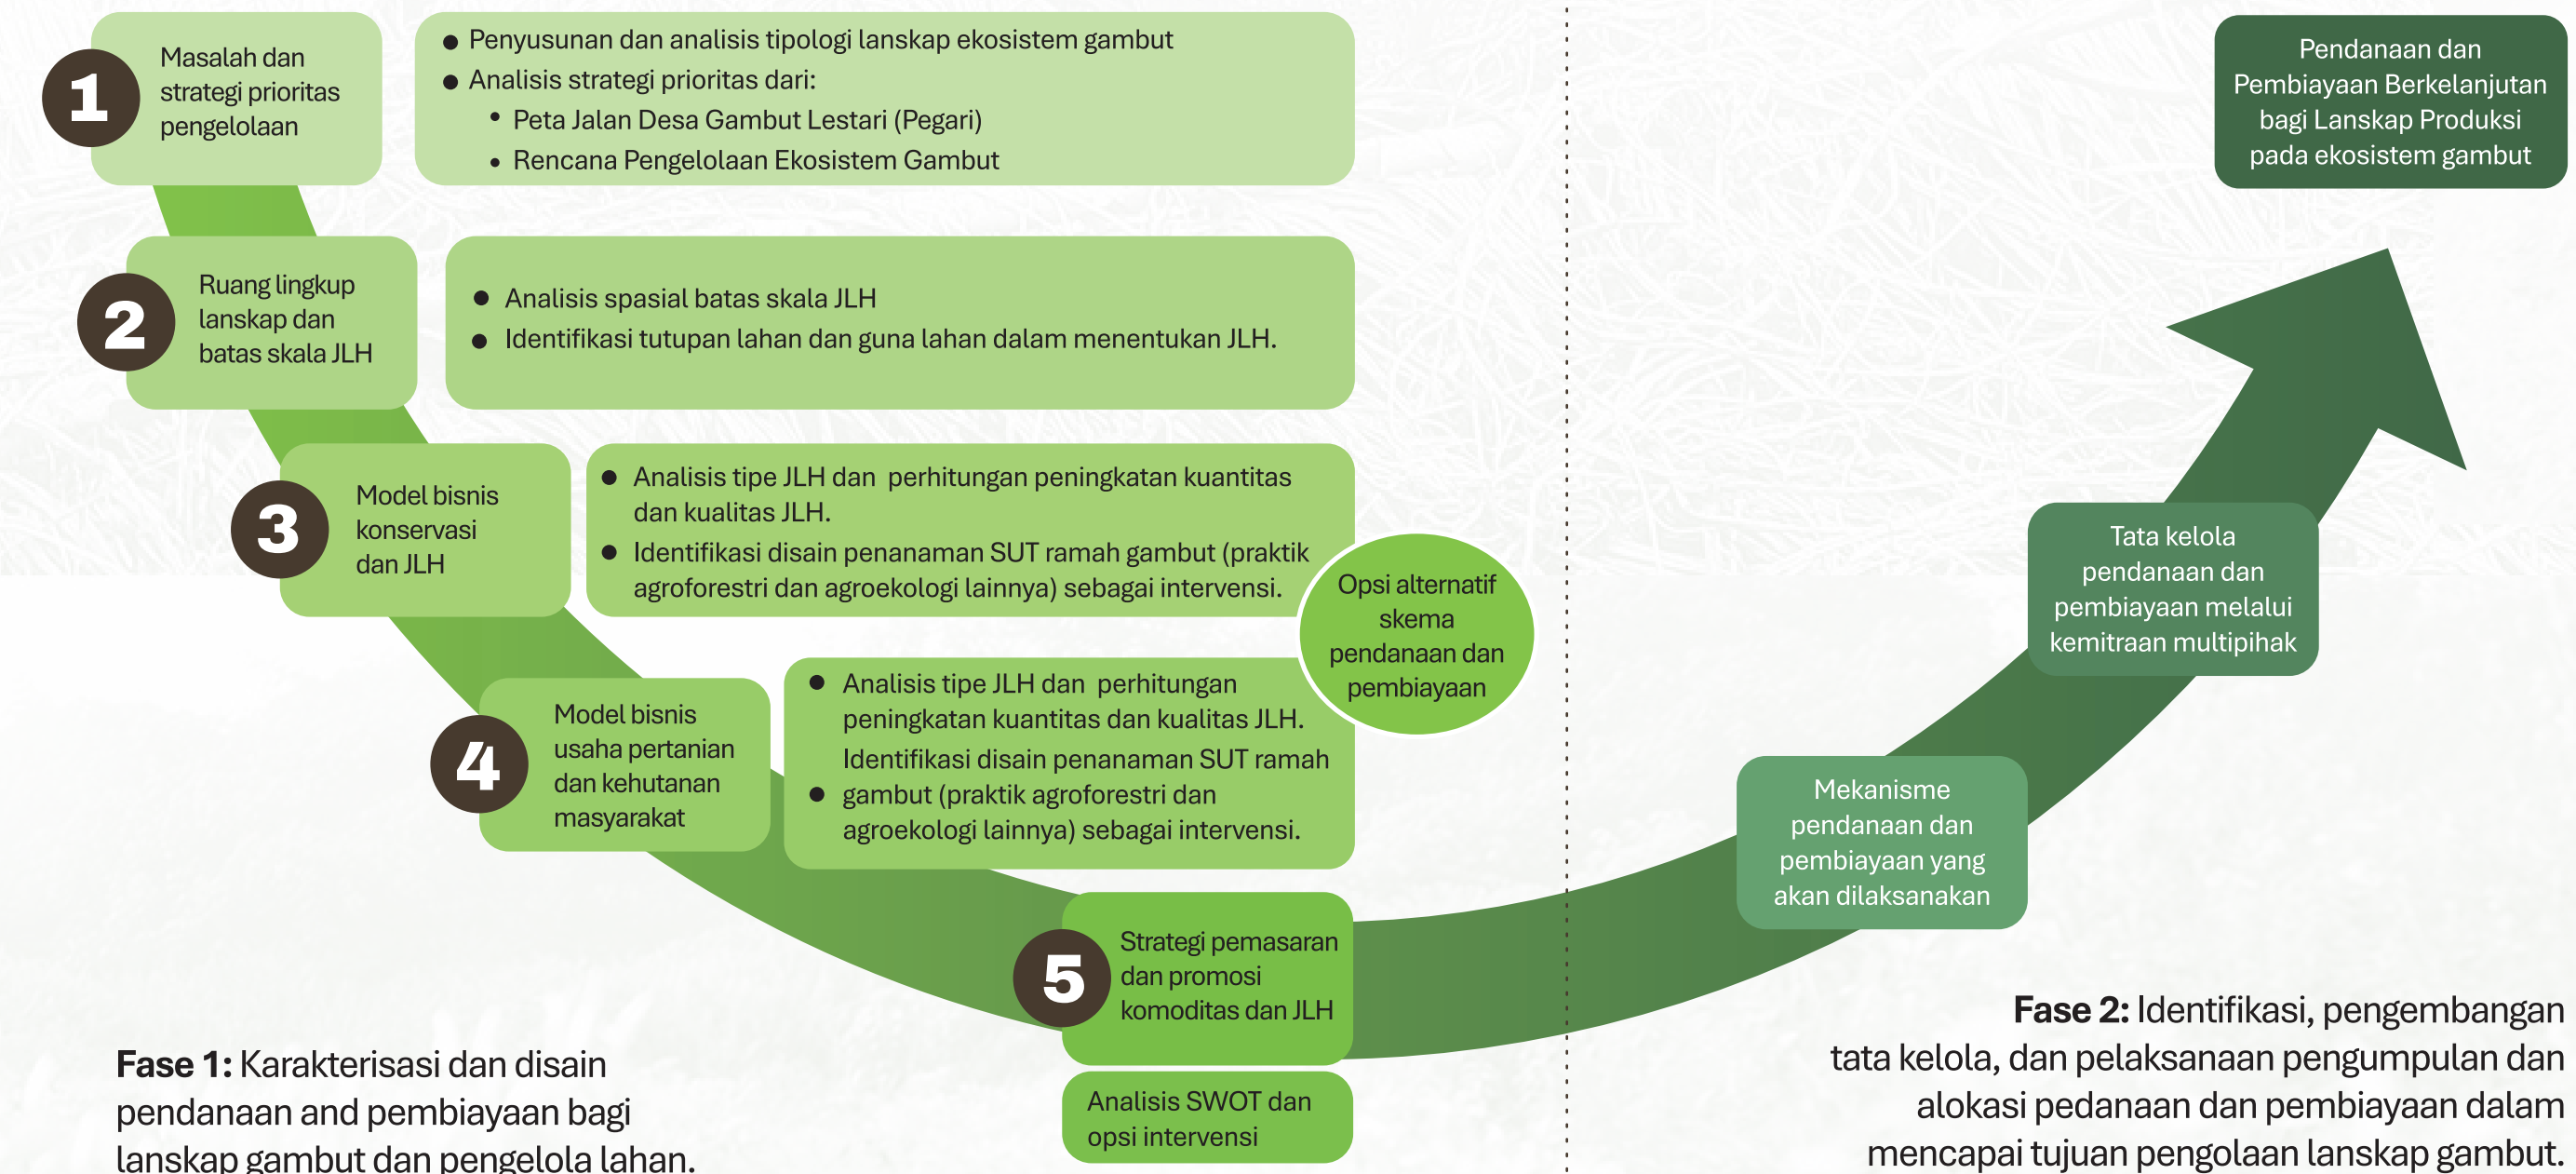 1
Masalah dan
strategi prioritas
pengelolaan
● Penyusunan dan analisis tipologi lanskap ekosistem gambut
● Analisis strategi prioritas dari:
• Peta Jalan Desa Gambut Lestari (Pegari)
• Rencana Pengelolaan Ekosistem Gambut
2
Ruang lingkup
lanskap dan
batas skala JLH
● Analisis spasial batas skala JLH
● Identifikasi tutupan lahan dan guna lahan dalam menentukan JLH.
3
Model bisnis
konservasi
dan JLH
● Analisis tipe JLH dan perhitungan peningkatan kuantitas
dan kualitas JLH.
● Identifikasi disain penanaman SUT ramah gambut (praktik
agroforestri dan agroekologi lainnya) sebagai intervensi.
Opsi alternatif
skema
pendanaan dan
pembiayaan
4
Model bisnis
usaha pertanian
dan kehutanan
masyarakat
● Analisis tipe JLH dan perhitungan
peningkatan kuantitas dan kualitas JLH.
Identifikasi disain penanaman SUT ramah
● gambut (praktik agroforestri dan
agroekologi lainnya) sebagai intervensi.
5
Strategi pemasaran
dan promosi
komoditas dan JLH
Analisis SWOT dan
opsi intervensi
Fase 1: Karakterisasi dan disain
pendanaan and pembiayaan bagi
lanskap gambut dan pengelola lahan.
Pendanaan dan
Pembiayaan Berkelanjutan
bagi Lanskap Produksi
pada ekosistem gambut
Tata kelola
pendanaan dan
pembiayaan melalui
kemitraan multipihak
Mekanisme
pendanaan dan
pembiayaan yang
akan dilaksanakan
Fase 2: Identifikasi, pengembangan
tata kelola, dan pelaksanaan pengumpulan dan
alokasi pedanaan dan pembiayaan dalam
mencapai tujuan pengolaan lanskap gambut.